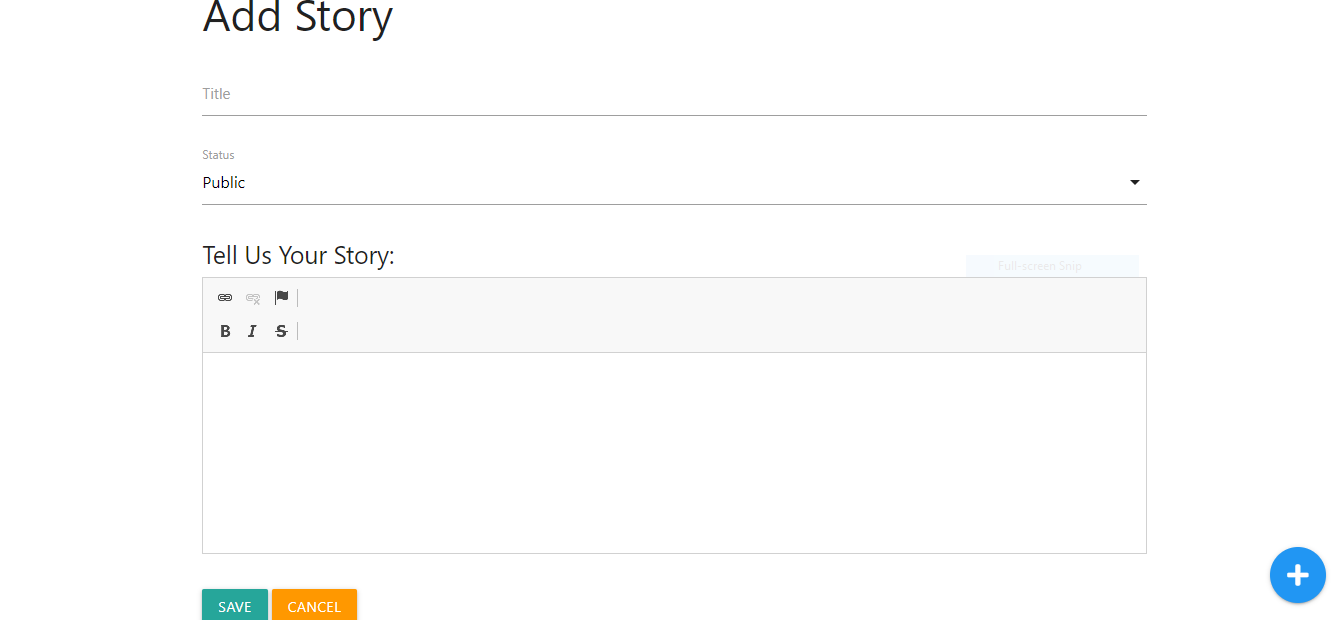 Add Story
Title
Status
Public
Tell Us Your Story:
Full-screen Snip
B I S
SAVE CANCEL